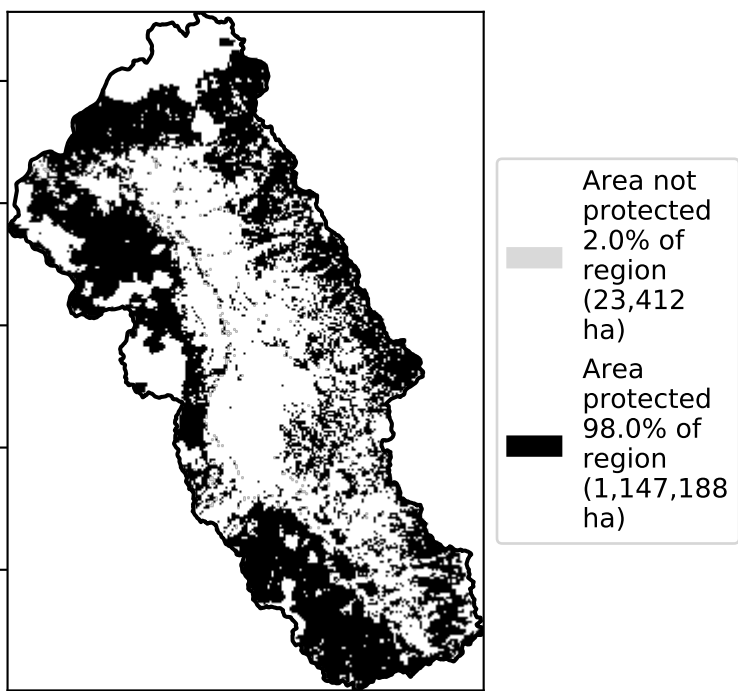 Area not
protected
2.0% of
region
(23,412
ha)
Area
protected
98.0% of
region
(1,147,188
ha)